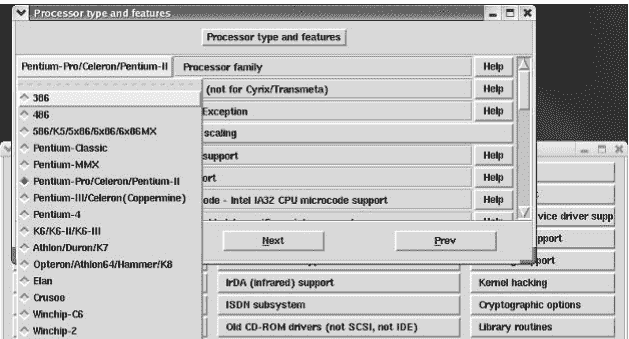 Processor type and features
Processor type and features
Pentium-Pro/Celeron/Pentium-II Processor family Help
(not for Cyrix/Transmeta) Help
Exception Help
scaling
support Help
ort Help
ode - Intel IA32 CPU microcode support Help
386
486
586/K5/5x86/6x86/6x86MX
Pentium-Classic
Pentium-MMX
Pentium-Pro/Celeron/Pentium-II
Pentium-III/Celeron(Coppermine)
Pentium-4
K6/K6-II/K6-III
Athlon/Duron/K7
Opteron/Athlon64/Hammer/K8
Elan
Crusoe
Winchip-C6
Winchip-2
Next Prev
vice driver supp
pport
port
IrDA (infrared) support Kernel hacking
ISDN subsystem Cryptographic options
Old CD-ROM drivers (not SCSI, not IDE) Library routines